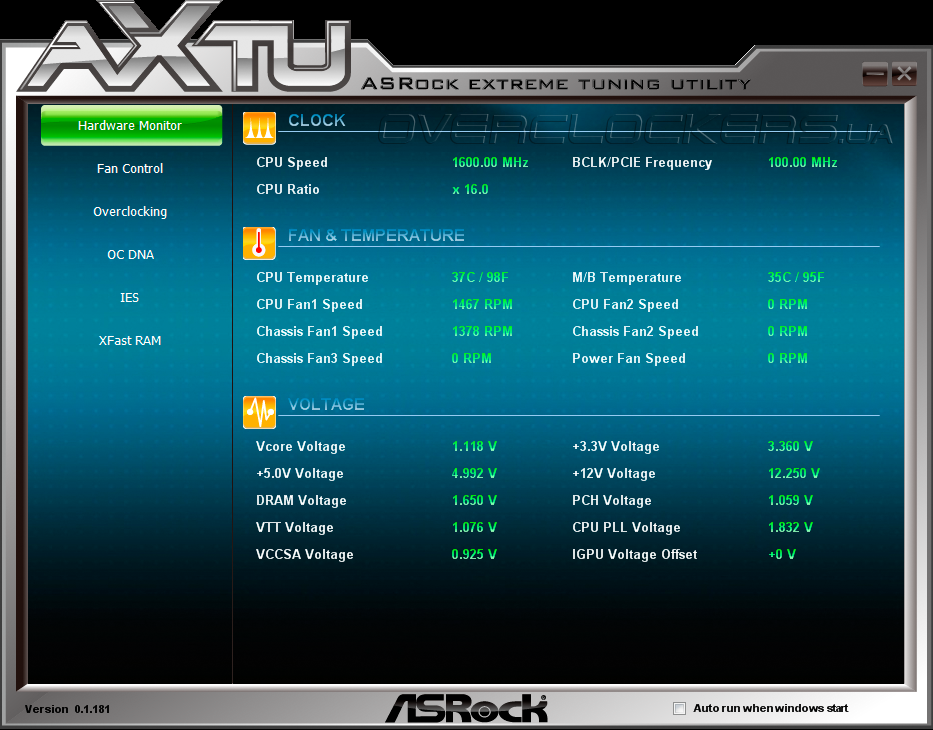 AXTU
ASRock EXTREME TUNING UTILITY
Hardware Monitor
Fan Control
Overclocking
OC DNA
IES
XFast RAM
CLOCK
OVERCLOCKERS.UA
CPU Speed 1600.00 MHz BCLK/PCIE Frequency 100.00 MHz
CPU Ratio x 16.0
FAN & TEMPERATURE
CPU Temperature 37C / 98F M/B Temperature 35C / 95F
CPU Fan1 Speed 1467 RPM CPU Fan2 Speed 0 RPM
Chassis Fan1 Speed 1378 RPM Chassis Fan2 Speed 0 RPM
Chassis Fan3 Speed 0 RPM Power Fan Speed 0 RPM
VOLTAGE
Vcore Voltage 1.118 V +3.3V Voltage 3.360 V
+5.0V Voltage 4.992 V +12V Voltage 12.250 V
DRAM Voltage 1.650 V PCH Voltage 1.059 V
VTT Voltage 1.076 V CPU PLL Voltage 1.832 V
VCCSA Voltage 0.925 V IGPU Voltage Offset +0 V
Version 0.1.181
ASRock
Auto run when windows start